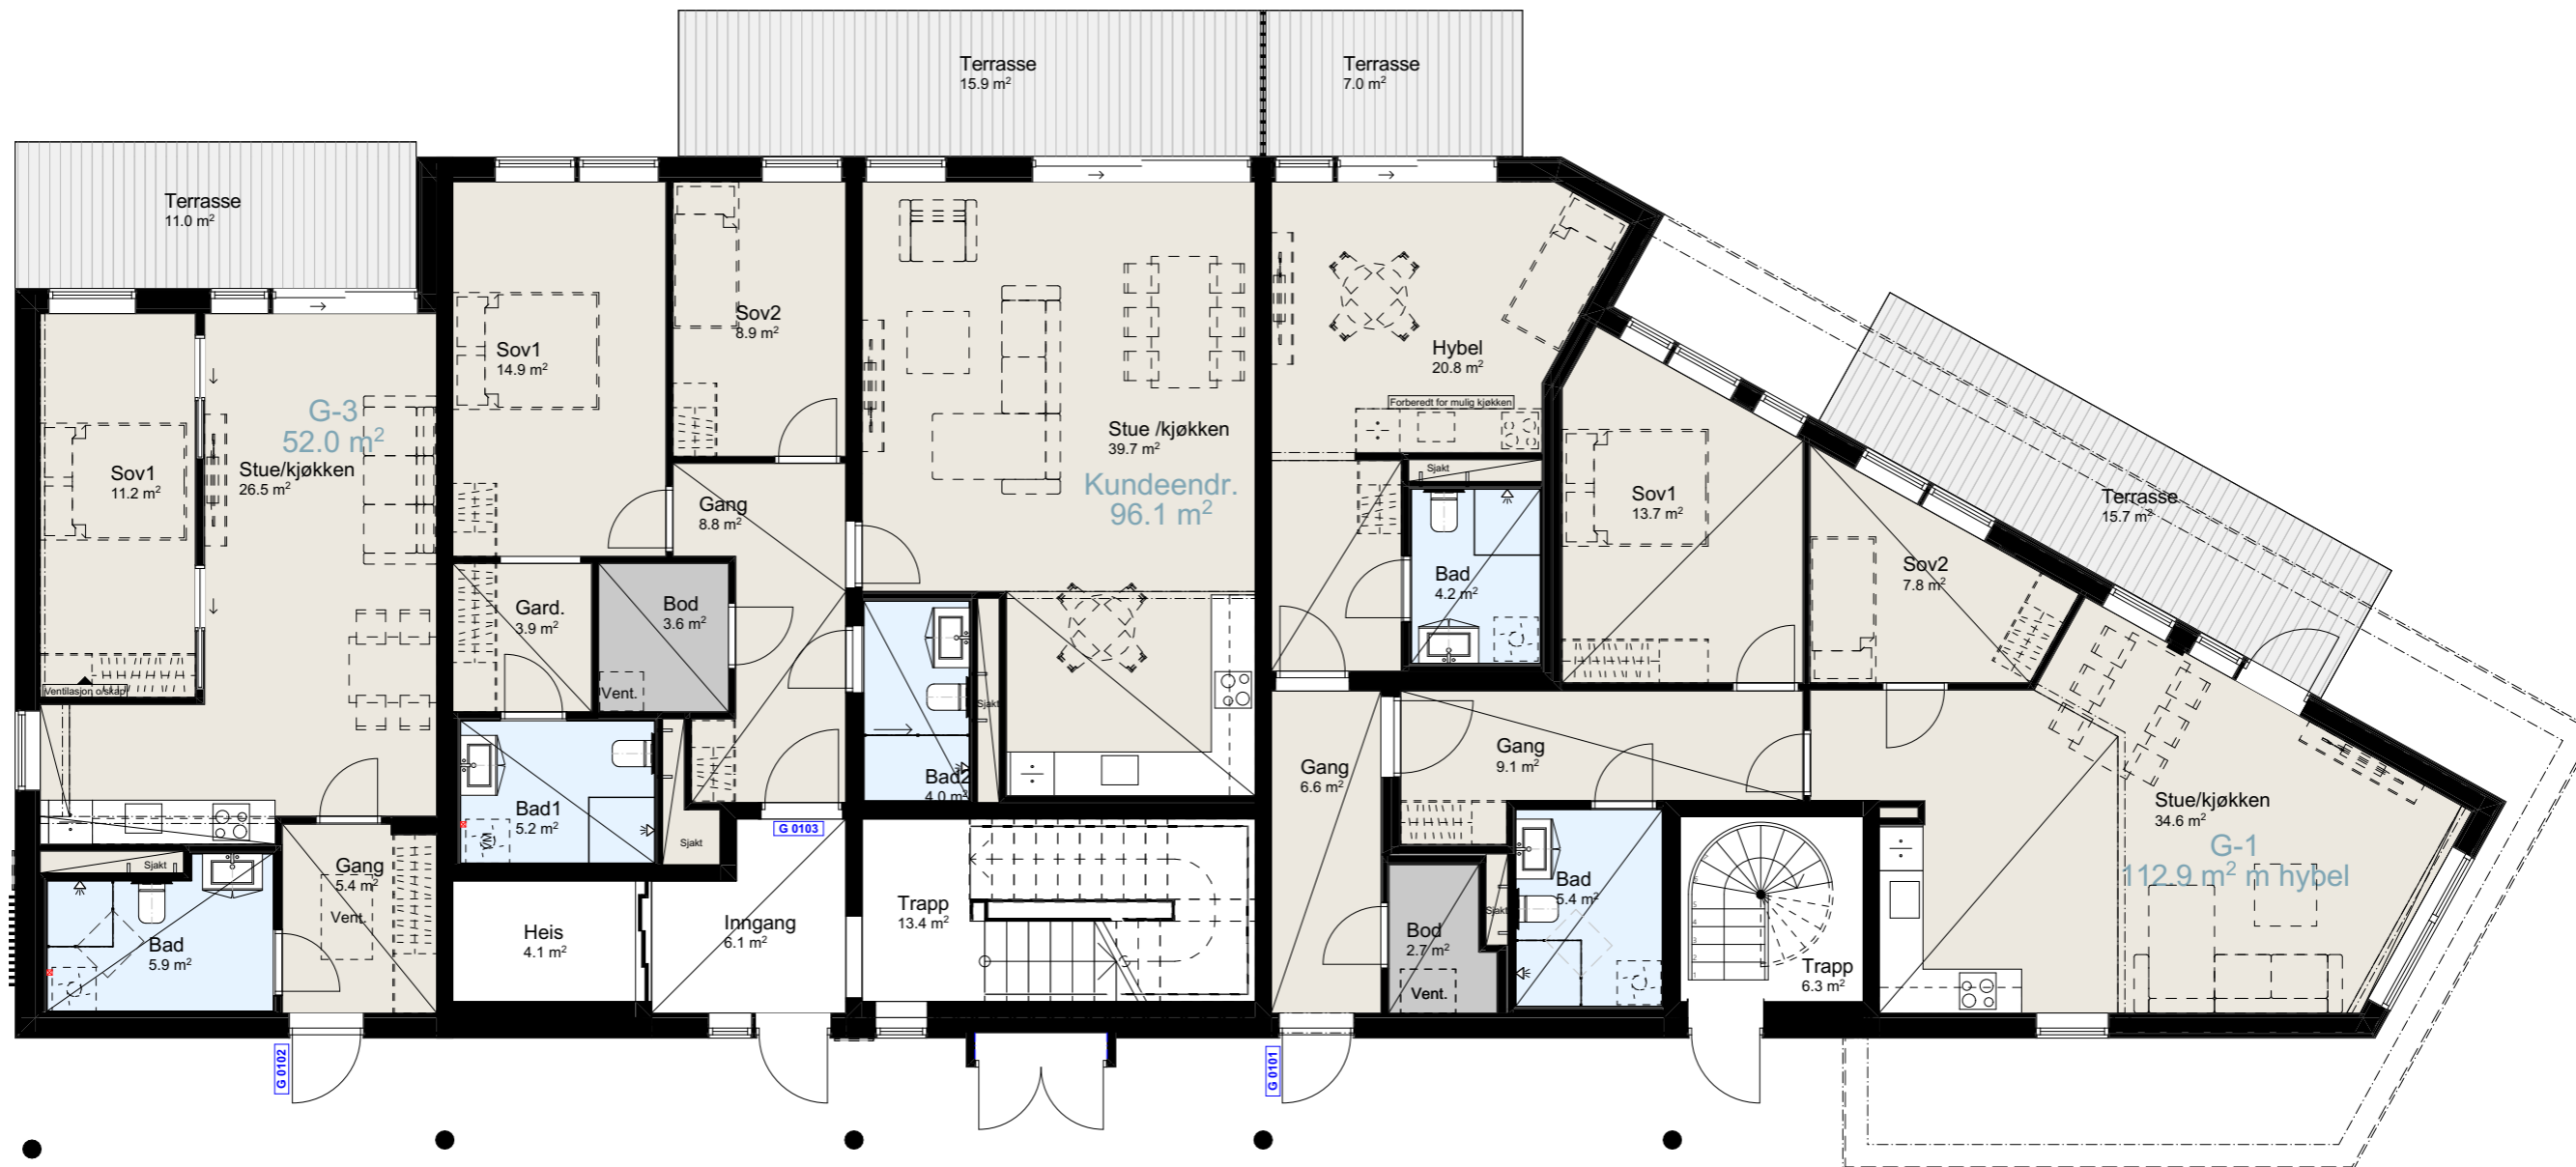 Terrasse
15.9 m²
Terrasse
7.0 m²
Terrasse
11.0 m²
Sov1
11.2 m²
Ventilasjon o/skap
G-3
52.0 m²
Stue/kjøkken
26.5 m²
Sjakt
Bad
5.9 m²
Gang
5.4 m²
Vent.
G 0102
Sov1
14.9 m²
Sov2
8.9 m²
Gang
8.8 m²
Gard.
3.9 m²
Bod
3.6 m²
Vent.
Bad1
5.2 m²
VM
Sjakt
G 0103
Heis
4.1 m²
Inngang
6.1 m²
Stue /kjøkken
39.7 m²
Kundeendr.
96.1 m²
Bad2
4.0 m²
Sjakt
Trapp
13.4 m²
Hybel
20.8 m²
Forberedt for mulig kjøkken
Sjakt
Bad
4.2 m²
Gang
6.6 m²
G 0101
Sov1
13.7 m²
Sov2
7.8 m²
Terrasse
15.7 m²
Gang
9.1 m²
Bod
2.7 m²
Vent.
Sjakt
Bad
5.4 m²
Trapp
6.3 m²
Stue/kjøkken
34.6 m²
G-1
112.9 m² m hybel